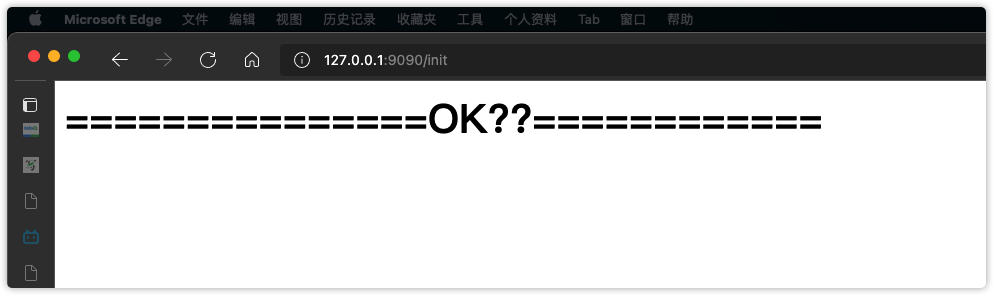 Microsoft Edge 文件 编辑 视图 历史记录 收藏夹 工具 个人资料 Tab 窗口 帮助
127.0.0.1:9090/init
===============OK??============